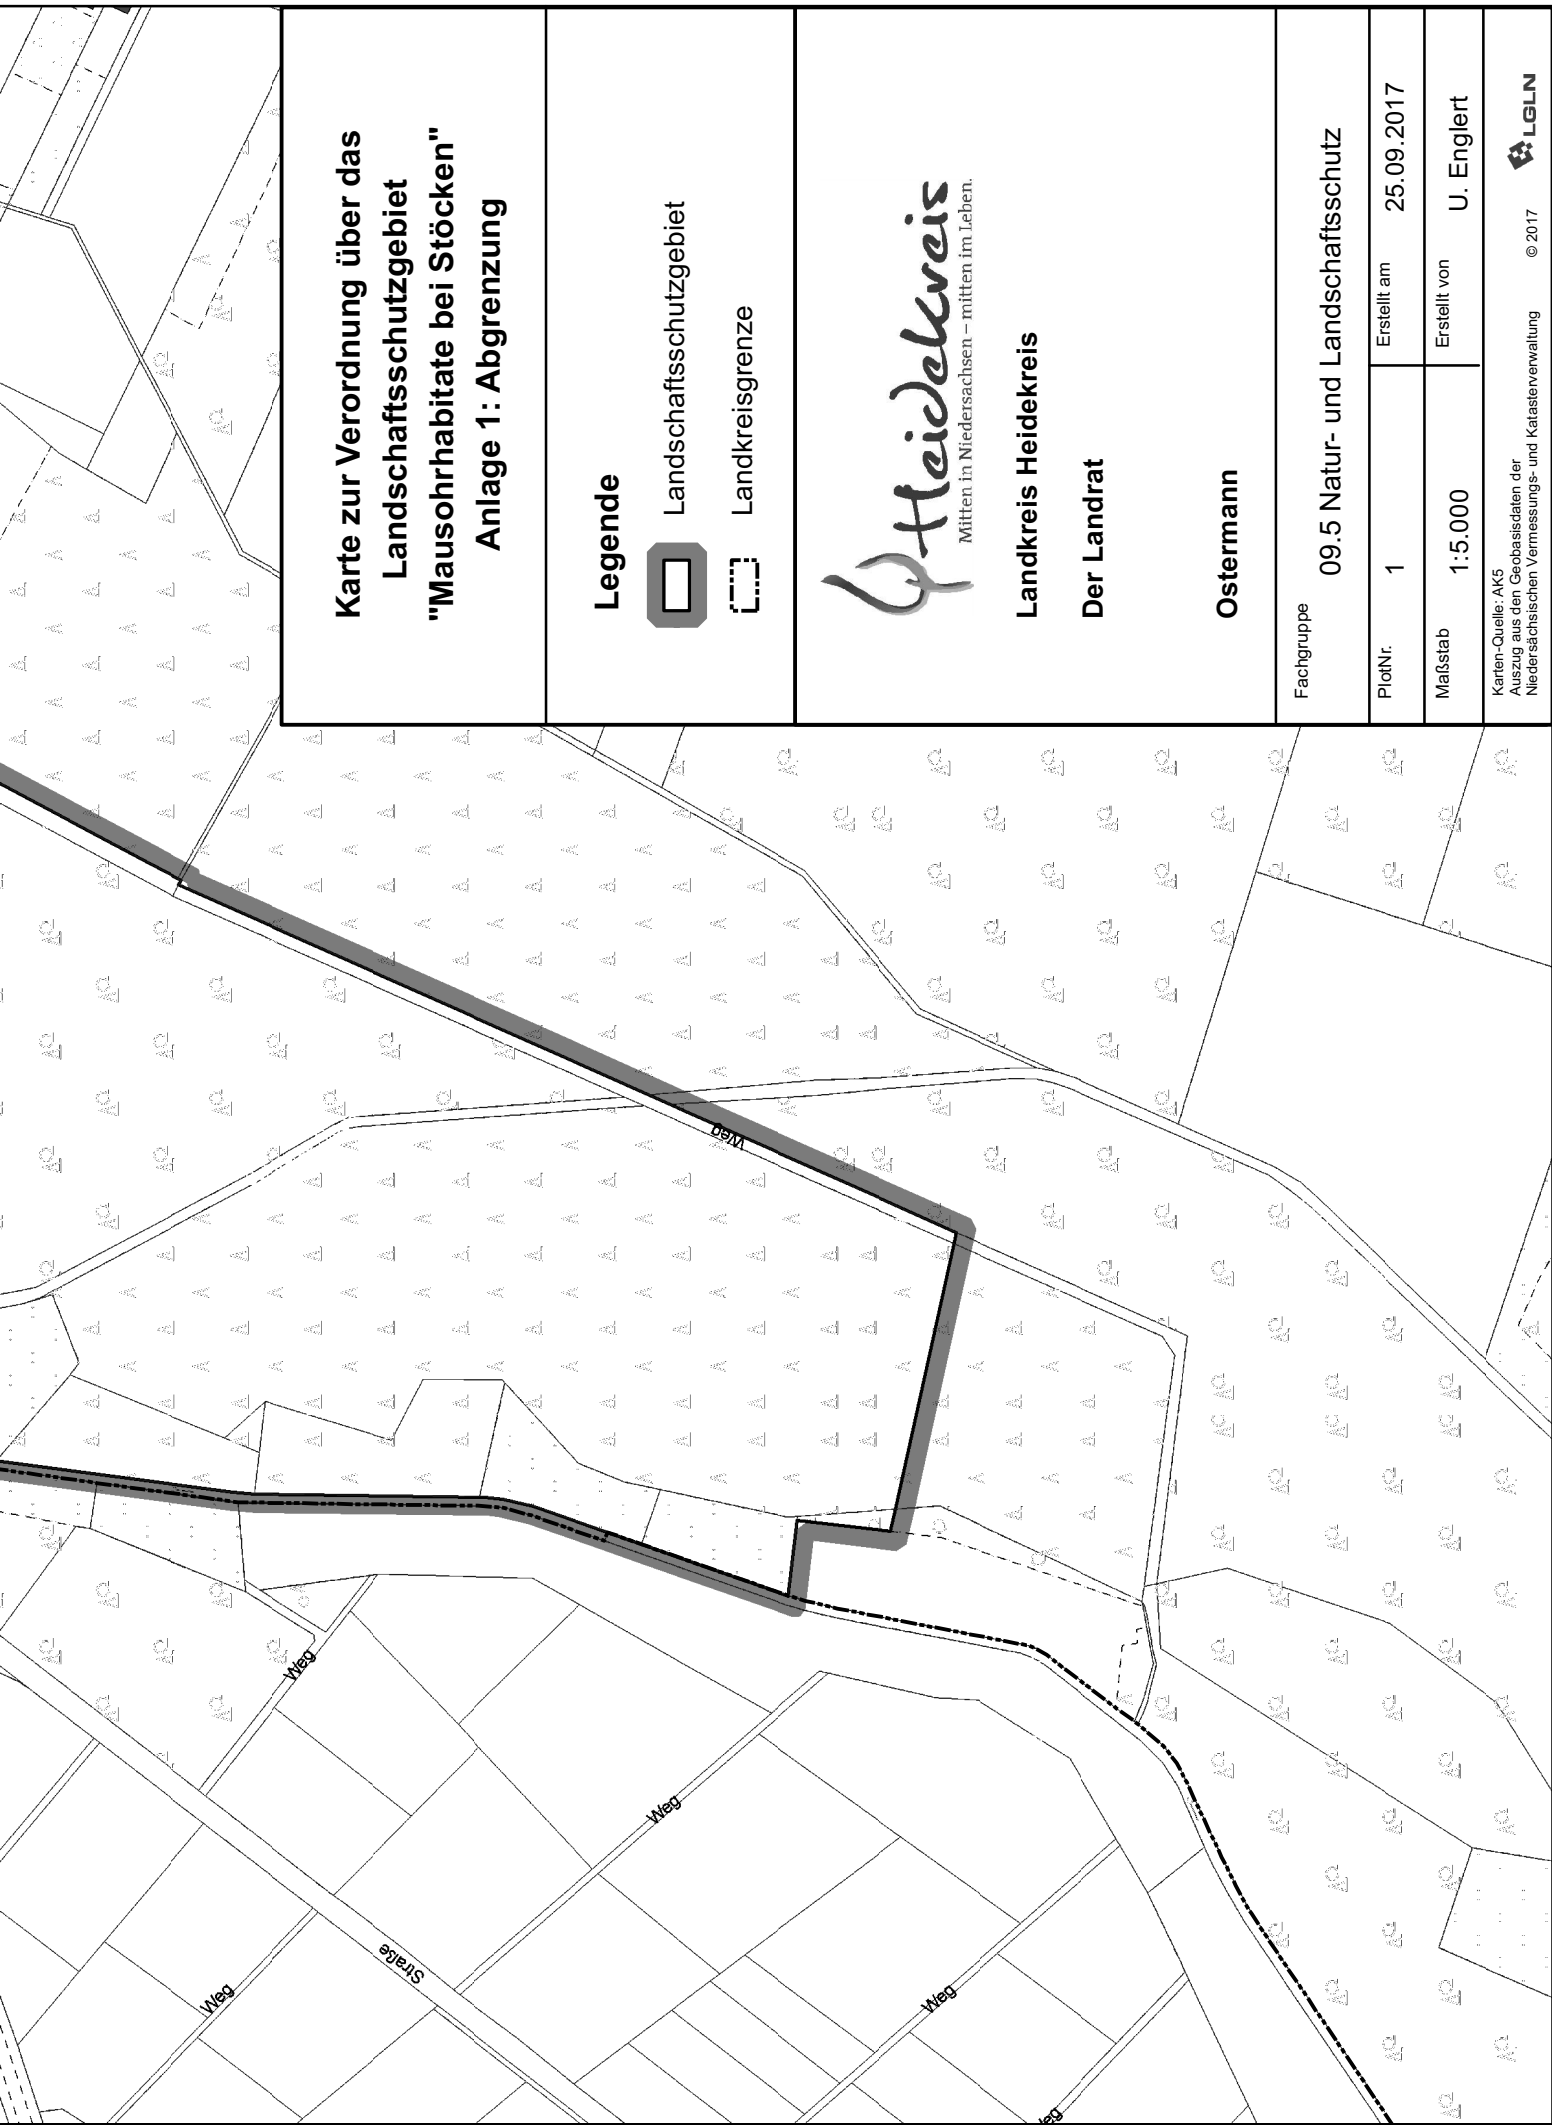 Karte zur Verordnung über das
Landschaftsschutzgebiet
"Mausohrhabitate bei Stöcken"
Anlage 1: Abgrenzung
Legende
Landschaftsschutzgebiet
Landkreisgrenze
Heidekreis
Mitten in Niedersachsen – mitten im Leben.
Landkreis Heidekreis
Der Landrat
Ostermann
Fachgruppe
09.5 Natur- und Landschaftsschutz
PlotNr. 1 Erstellt am 25.09.2017
Maßstab 1:5.000 Erstellt von U. Englert
Karten-Quelle: AK5
Auszug aus den Geobasisdaten der
Niedersächsischen Vermessungs- und Katasterverwaltung © 2017 LGLN
Weg
Weg
Weg
Straße
Weg
Weg
eg